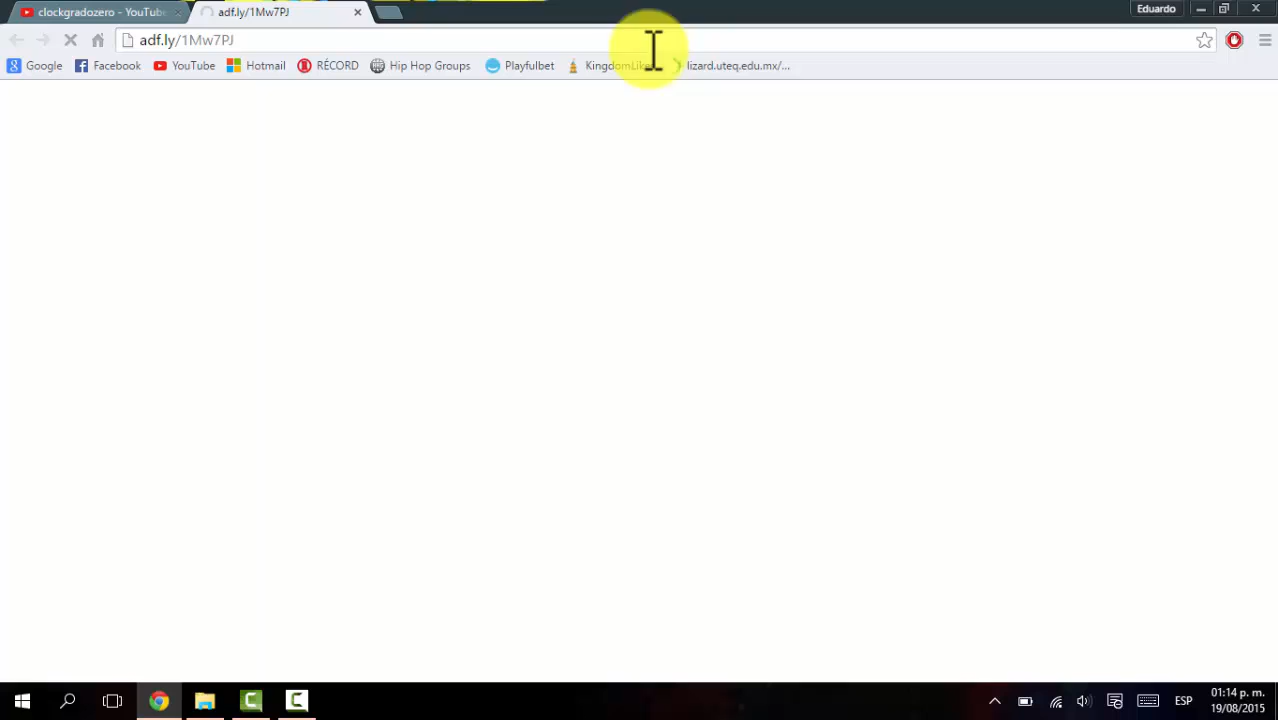 clockgradozero - YouTube
adf.ly/1Mw7PJ
Eduardo
adf.ly/1Mw7PJ
Google
Facebook
YouTube
Hotmail
RÉCORD
Hip Hop Groups
Playfulbet
KingdomLikes
lizard.uteq.edu.mx/...
ESP
01:14 p. m.
19/08/2015